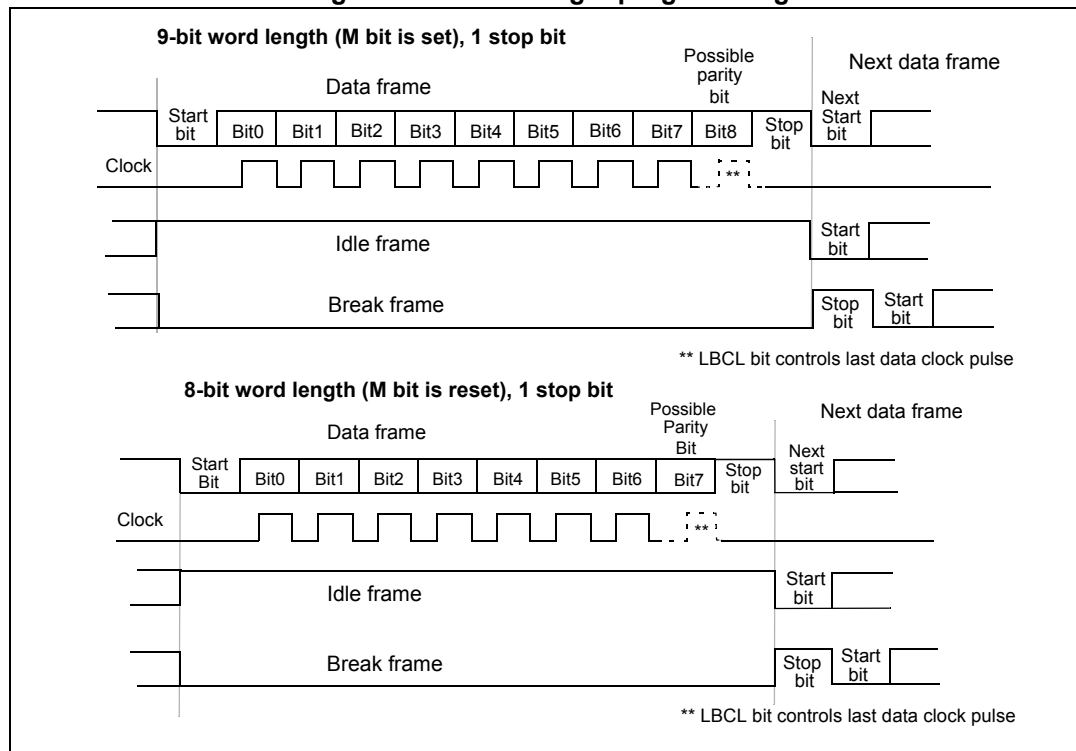 9-bit word length (M bit is set), 1 stop bit
Possible
parity
bit
Next data frame
Data frame
Next
Start
bit
Start
bit
Bit0 Bit1 Bit2 Bit3 Bit4 Bit5 Bit6 Bit7 Bit8
Stop
bit
Clock
**
Idle frame
Start
bit
Break frame
Stop
bit
Start
bit
** LBCL bit controls last data clock pulse
8-bit word length (M bit is reset), 1 stop bit
Possible
Parity
Bit
Next data frame
Data frame
Next
start
bit
Start
Bit
Bit0 Bit1 Bit2 Bit3 Bit4 Bit5 Bit6 Bit7
Stop
bit
Clock
**
Idle frame
Start
bit
Break frame
Stop
bit
Start
bit
** LBCL bit controls last data clock pulse